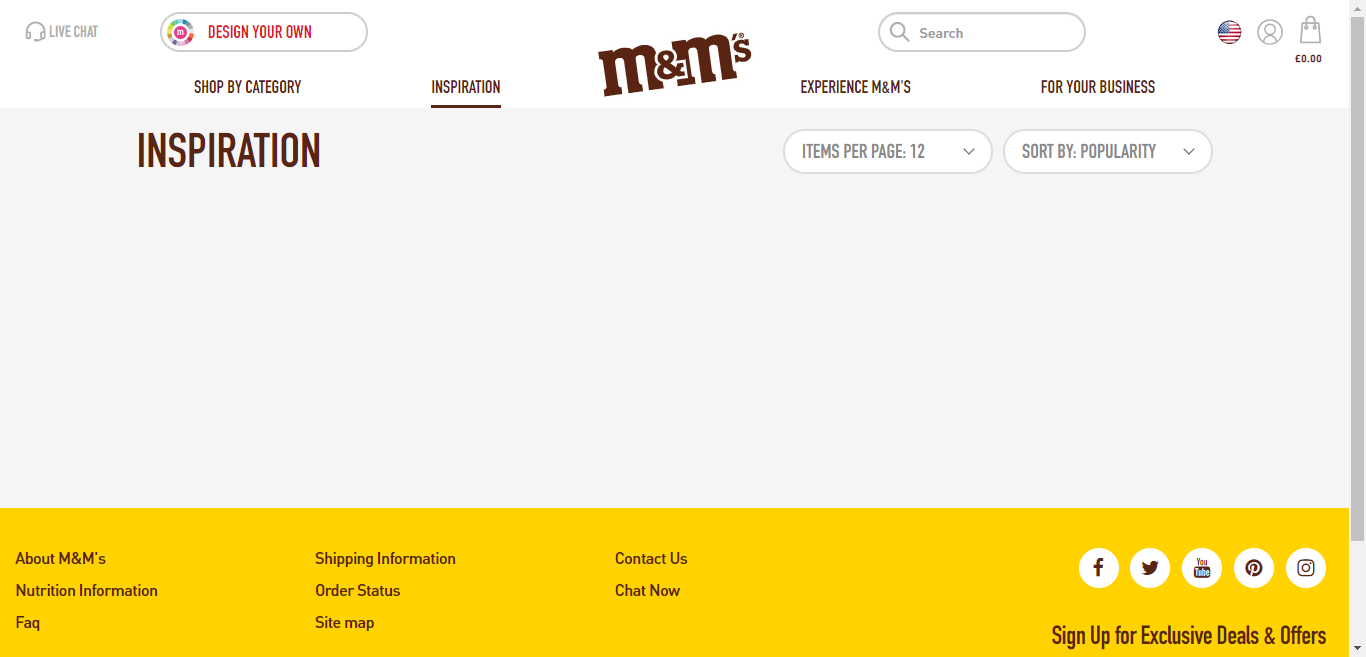 LIVE CHAT
DESIGN YOUR OWN
m
m&m's®
Search
£0.00
SHOP BY CATEGORY
INSPIRATION
EXPERIENCE M&M'S
FOR YOUR BUSINESS
INSPIRATION
ITEMS PER PAGE: 12
SORT BY: POPULARITY
About M&M's
Shipping Information
Contact Us
Nutrition Information
Order Status
Chat Now
Faq
Site map
You
Tube
Sign Up for Exclusive Deals & Offers